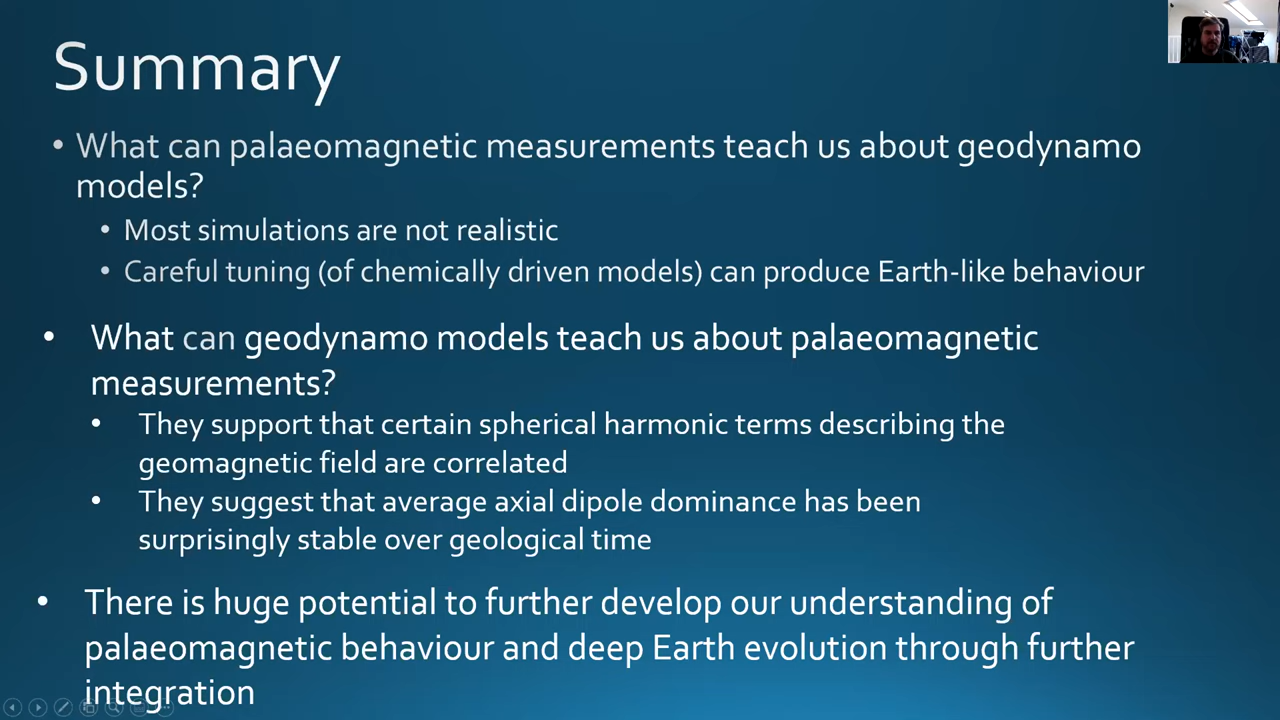 Summary
• What can palaeomagnetic measurements teach us about geodynamo
models?
• Most simulations are not realistic
• Careful tuning (of chemically driven models) can produce Earth-like behaviour
• What can geodynamo models teach us about palaeomagnetic
measurements?
• They support that certain spherical harmonic terms describing the
geomagnetic field are correlated
• They suggest that average axial dipole dominance has been
surprisingly stable over geological time
• There is huge potential to further develop our understanding of
palaeomagnetic behaviour and deep Earth evolution through further
integration